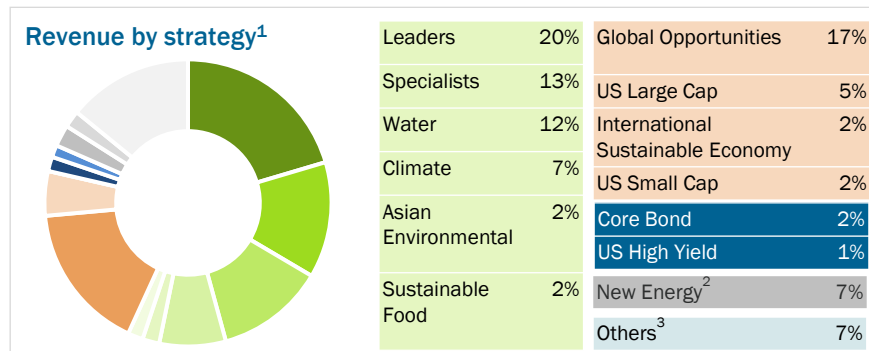 Revenue by strategy1
Leaders 20%
Specialists 13%
Water 12%
Climate 7%
Asian 2%
Environmental
Sustainable 2%
Food
Global Opportunities 17%
US Large Cap 5%
International 2%
Sustainable Economy
US Small Cap 2%
Core Bond 2%
US High Yield 1%
New Energy2 7%
Others3 7%